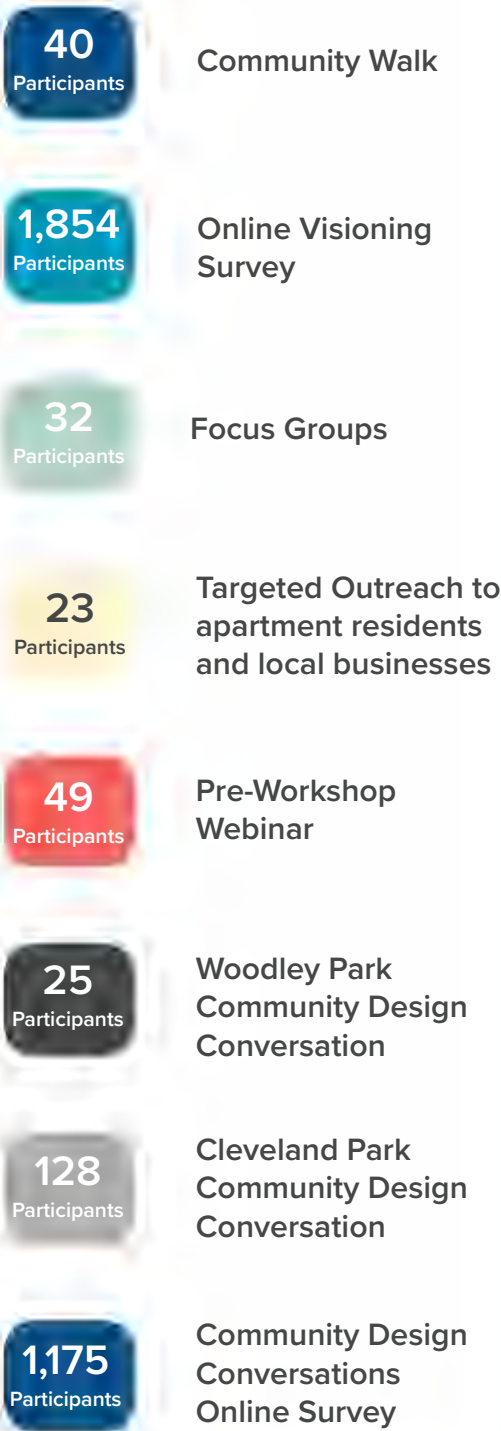 40
Participants
Community Walk
1,854
Participants
Online Visioning
Survey
32
Participants
Focus Groups
23
Participants
Targeted Outreach to
apartment residents
and local businesses
49
Participants
Pre-Workshop
Webinar
25
Participants
Woodley Park
Community Design
Conversation
128
Participants
Cleveland Park
Community Design
Conversation
1,175
Participants
Community Design
Conversations
Online Survey